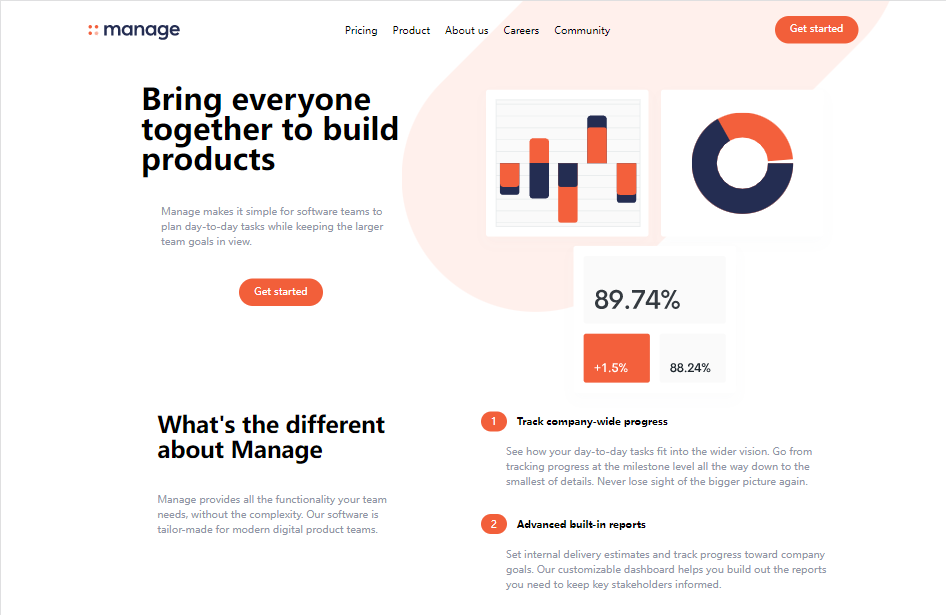 manage
Pricing Product About us Careers Community
Get started
Bring everyone
together to build
products
Manage makes it simple for software teams to
plan day-to-day tasks while keeping the larger
team goals in view.
Get started
89.74%
+1.5%
88.24%
What's the different
about Manage
Manage provides all the functionality your team
needs, without the complexity. Our software is
tailor-made for modern digital product teams.
1 Track company-wide progress
See how your day-to-day tasks fit into the wider vision. Go from
tracking progress at the milestone level all the way down to the
smallest of details. Never lose sight of the bigger picture again.
2 Advanced built-in reports
Set internal delivery estimates and track progress toward company
goals. Our customizable dashboard helps you build out the reports
you need to keep key stakeholders informed.